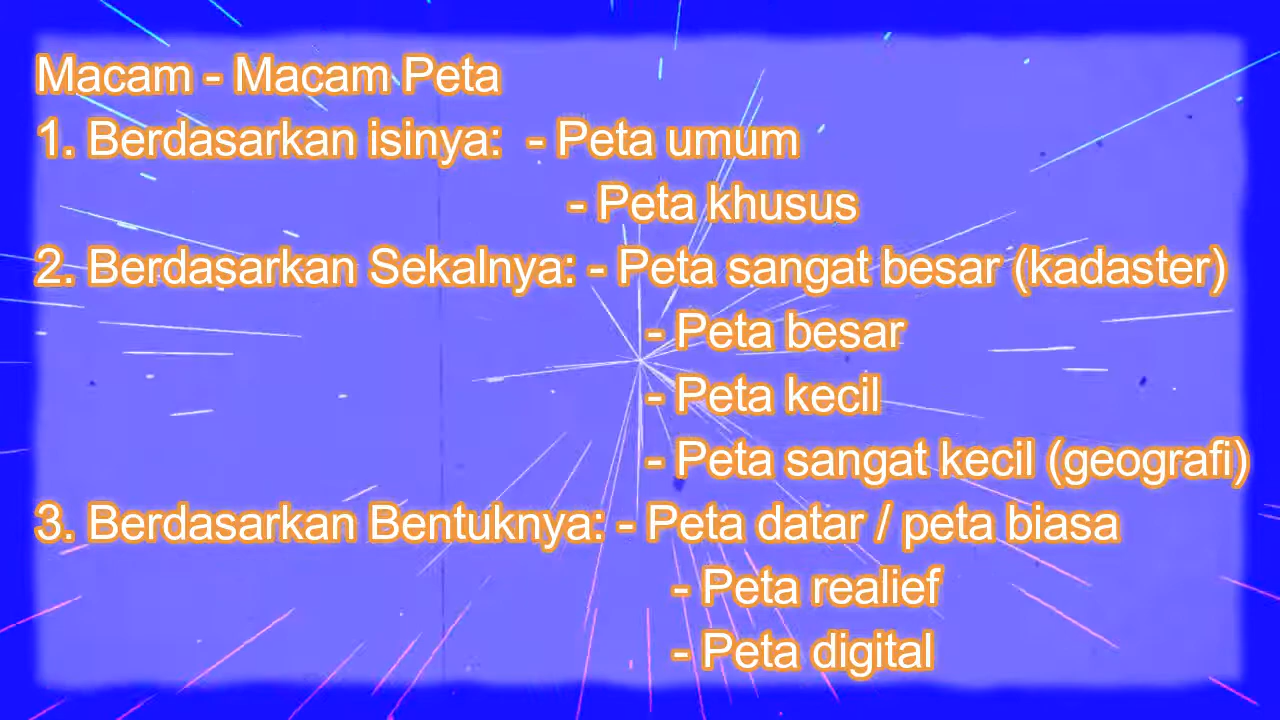 Macam - Macam Peta
1. Berdasarkan isinya: - Peta umum
- Peta khusus
2. Berdasarkan Sekalnya: - Peta sangat besar (kadaster)
- Peta besar
- Peta kecil
- Peta sangat kecil (geografi)
3. Berdasarkan Bentuknya: - Peta datar / peta biasa
- Peta realief
- Peta digital